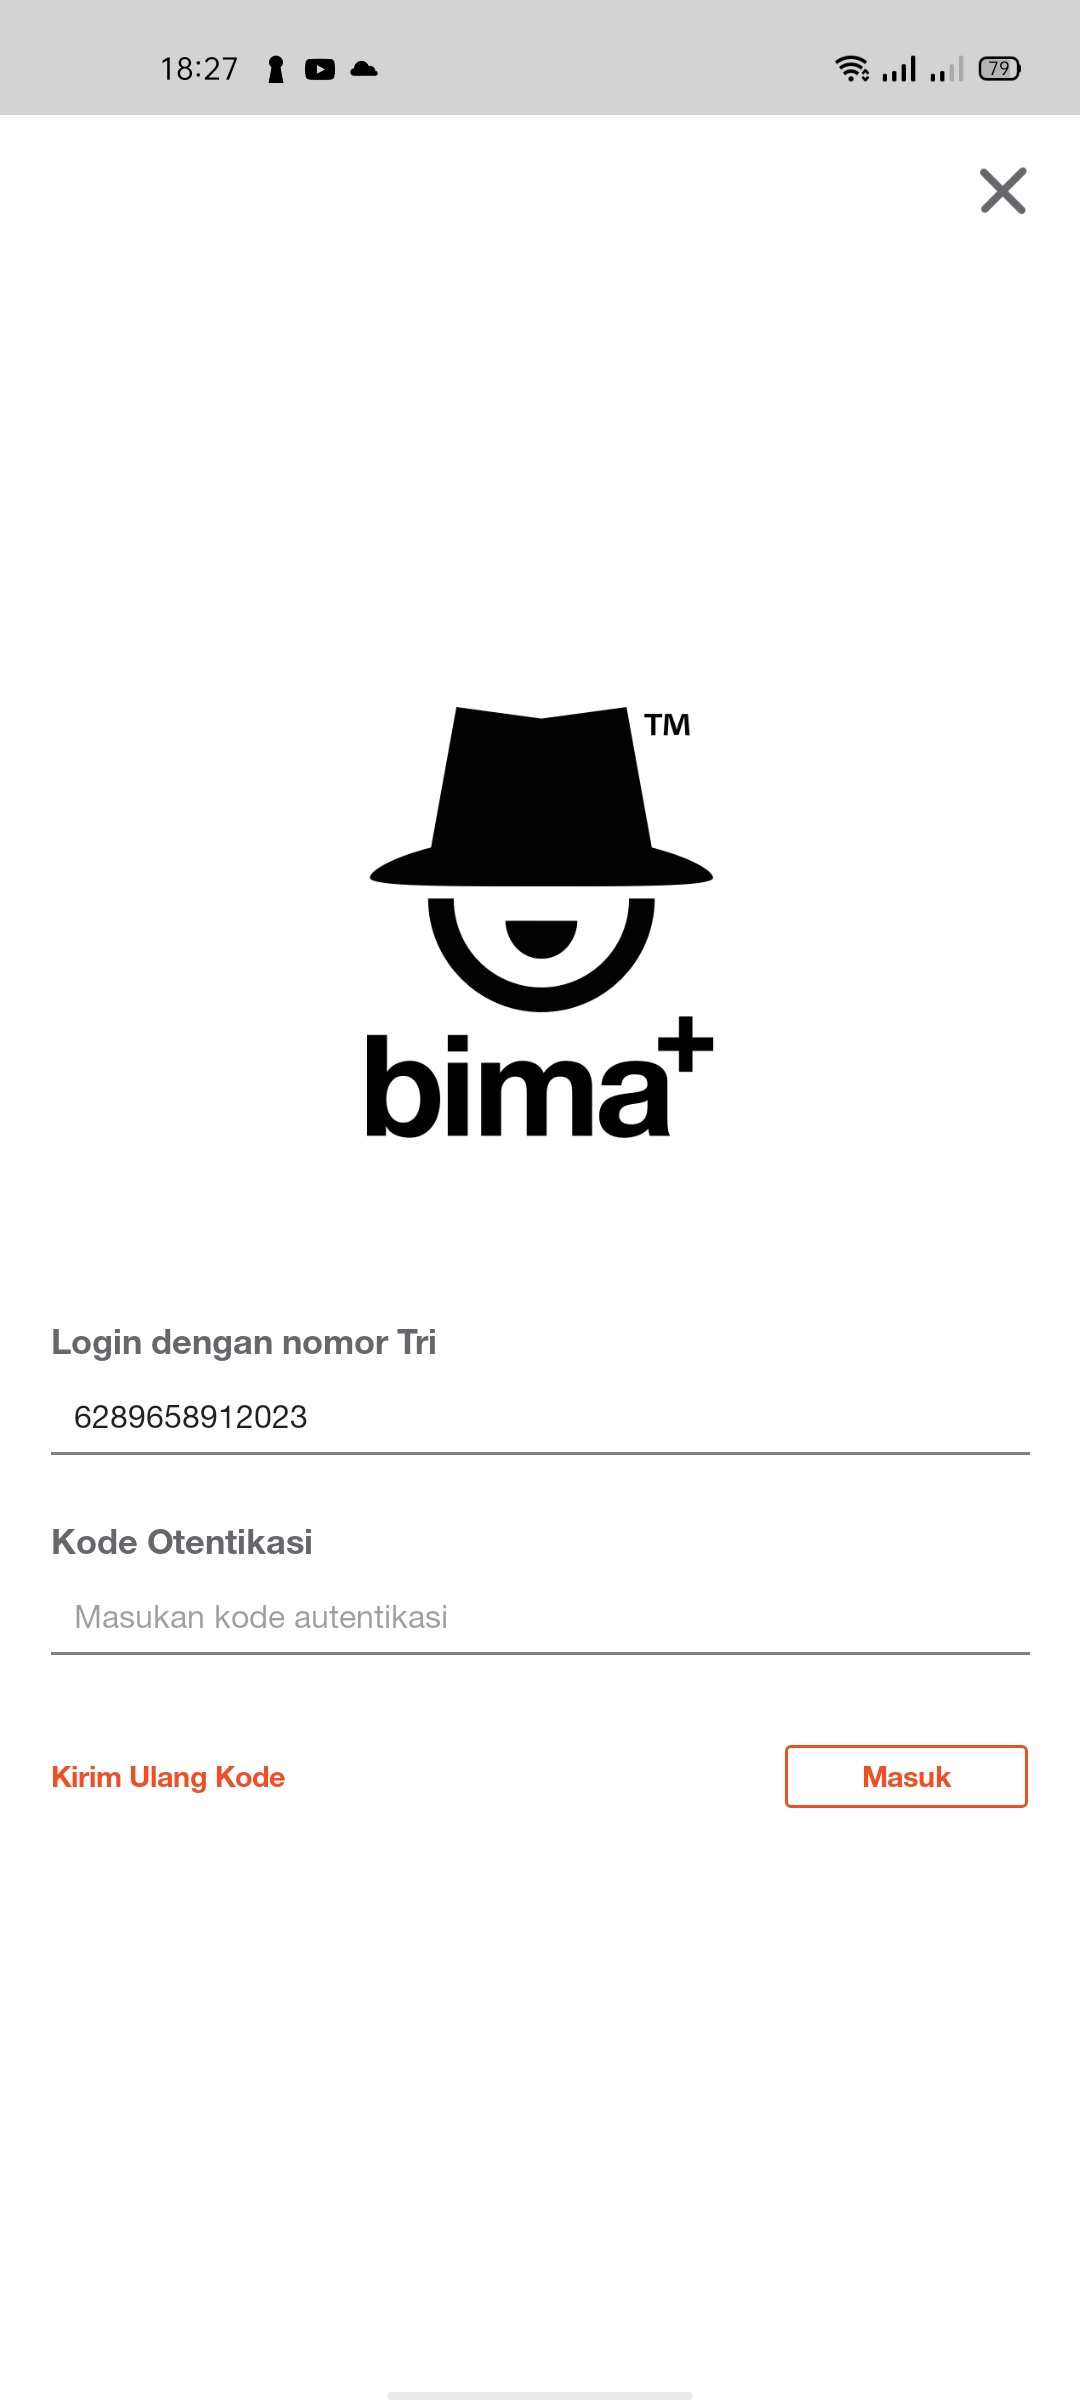 18:27
79
TM
bima+
Login dengan nomor Tri
6289658912023
Kode Otentikasi
Masukan kode autentikasi
Kirim Ulang Kode
Masuk